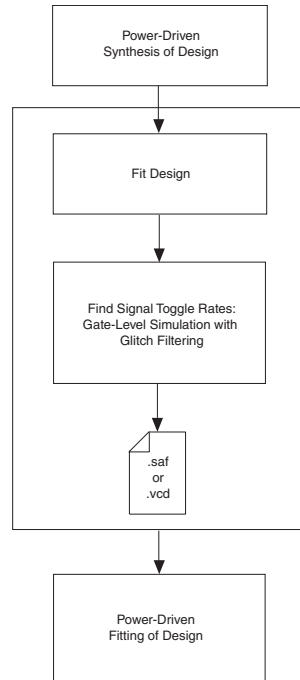 Power-Driven
Synthesis of Design
Fit Design
Find Signal Toggle Rates:
Gate-Level Simulation with
Glitch Filtering
.saf
or
.vcd
Power-Driven
Fitting of Design